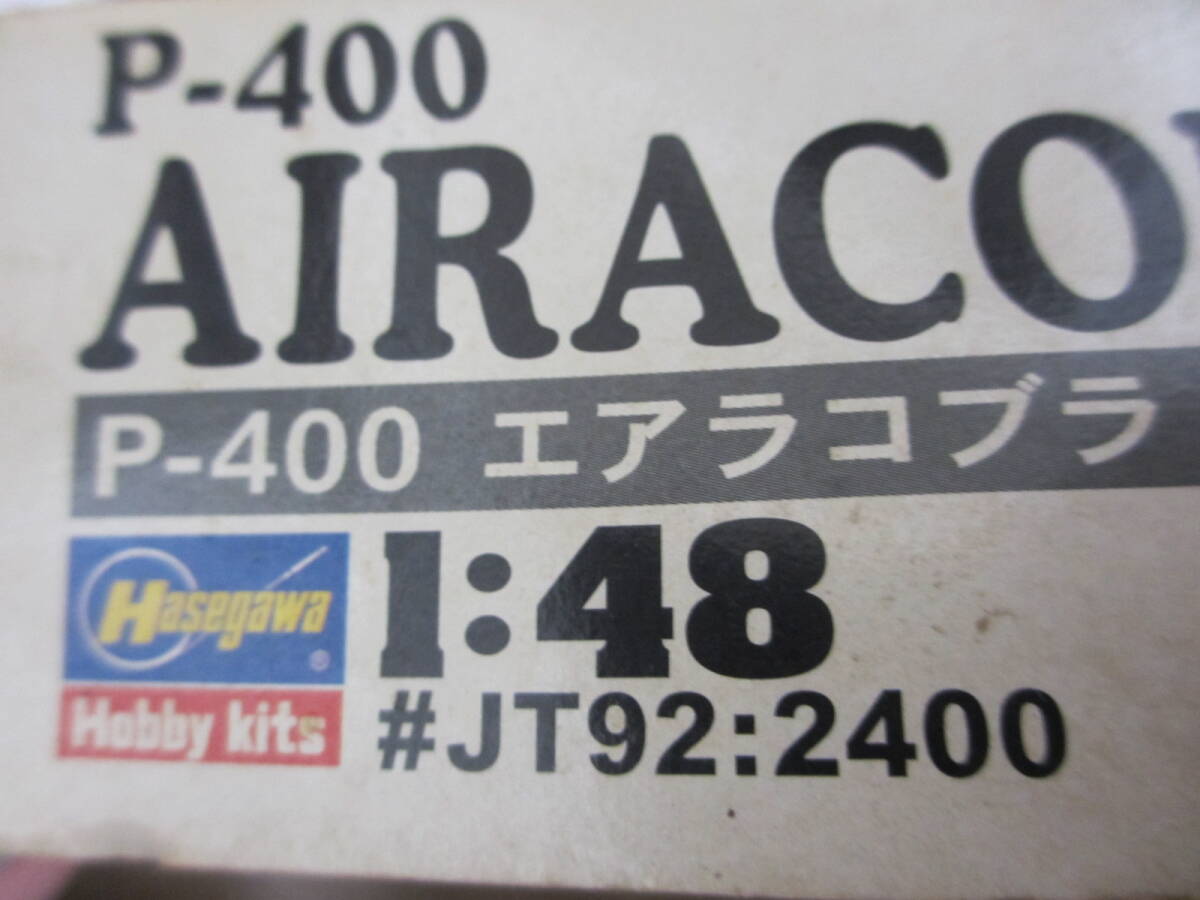 P-400
AIRACO
P-400 エアラコブラ
Hasegawa ®
Hobby kits
1:48
#JT92:2400